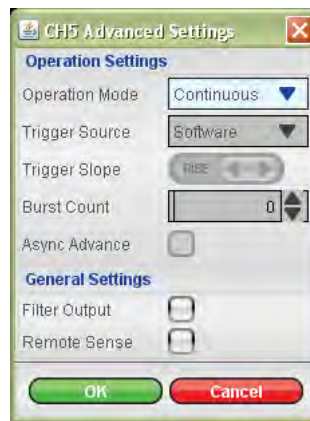 CH5 Advanced Settings
Operation Settings
Operation Mode Continuous
Trigger Source Software
Trigger Slope RISE
Burst Count 0
Async Advance
General Settings
Filter Output
Remote Sense
OK Cancel